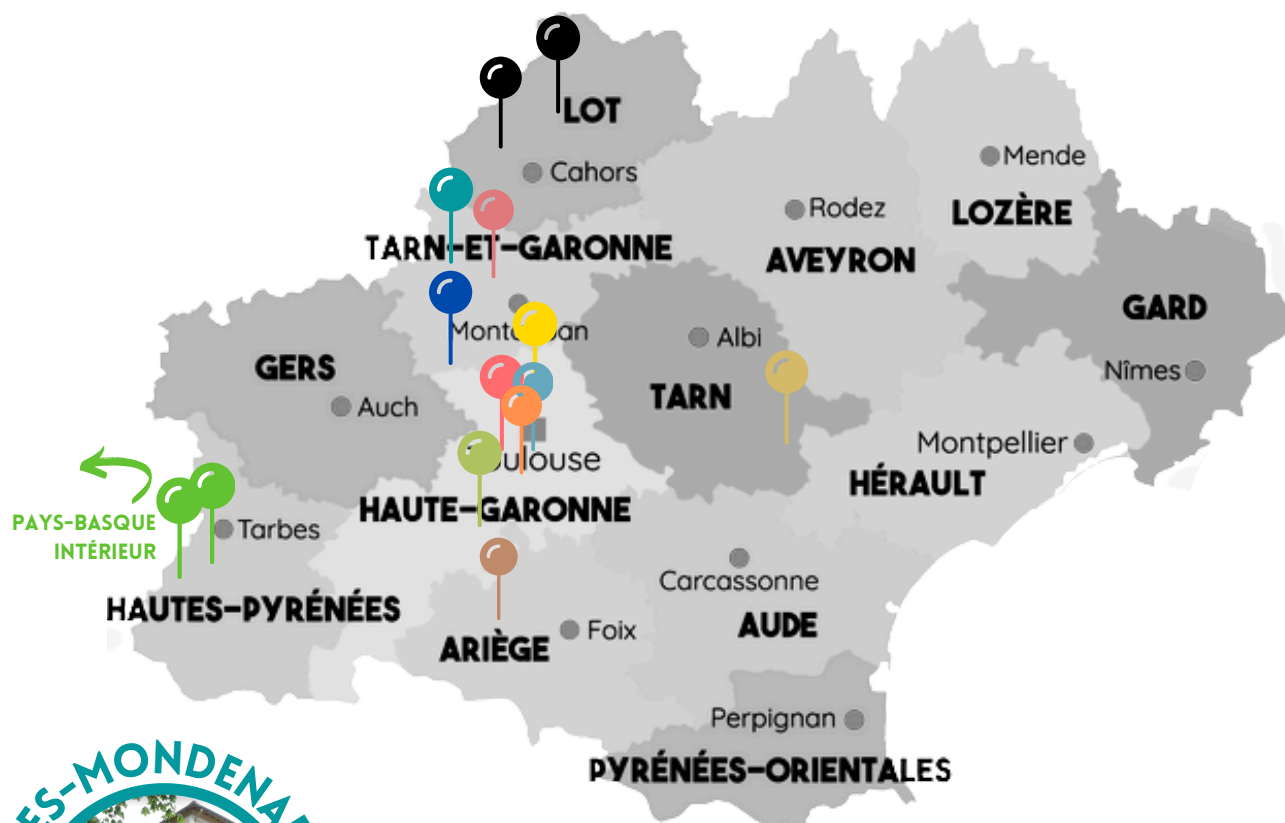 LOT
Cahors
Mende
Rodez
LOZÈRE
TARN-ET-GARONNE
AVEYRON
GARD
Albi
GERS
Nîmes
TARN
Auch
Montpellier
HÉRAULT
HAUTE-GARONNE
PAYS-BASQUE
INTÉRIEUR
Tarbes
Carcassonne
HAUTES-PYRÉNÉES
AUDE
Foix
ARIÈGE
Perpignan
PYRÉNÉES-ORIENTALES